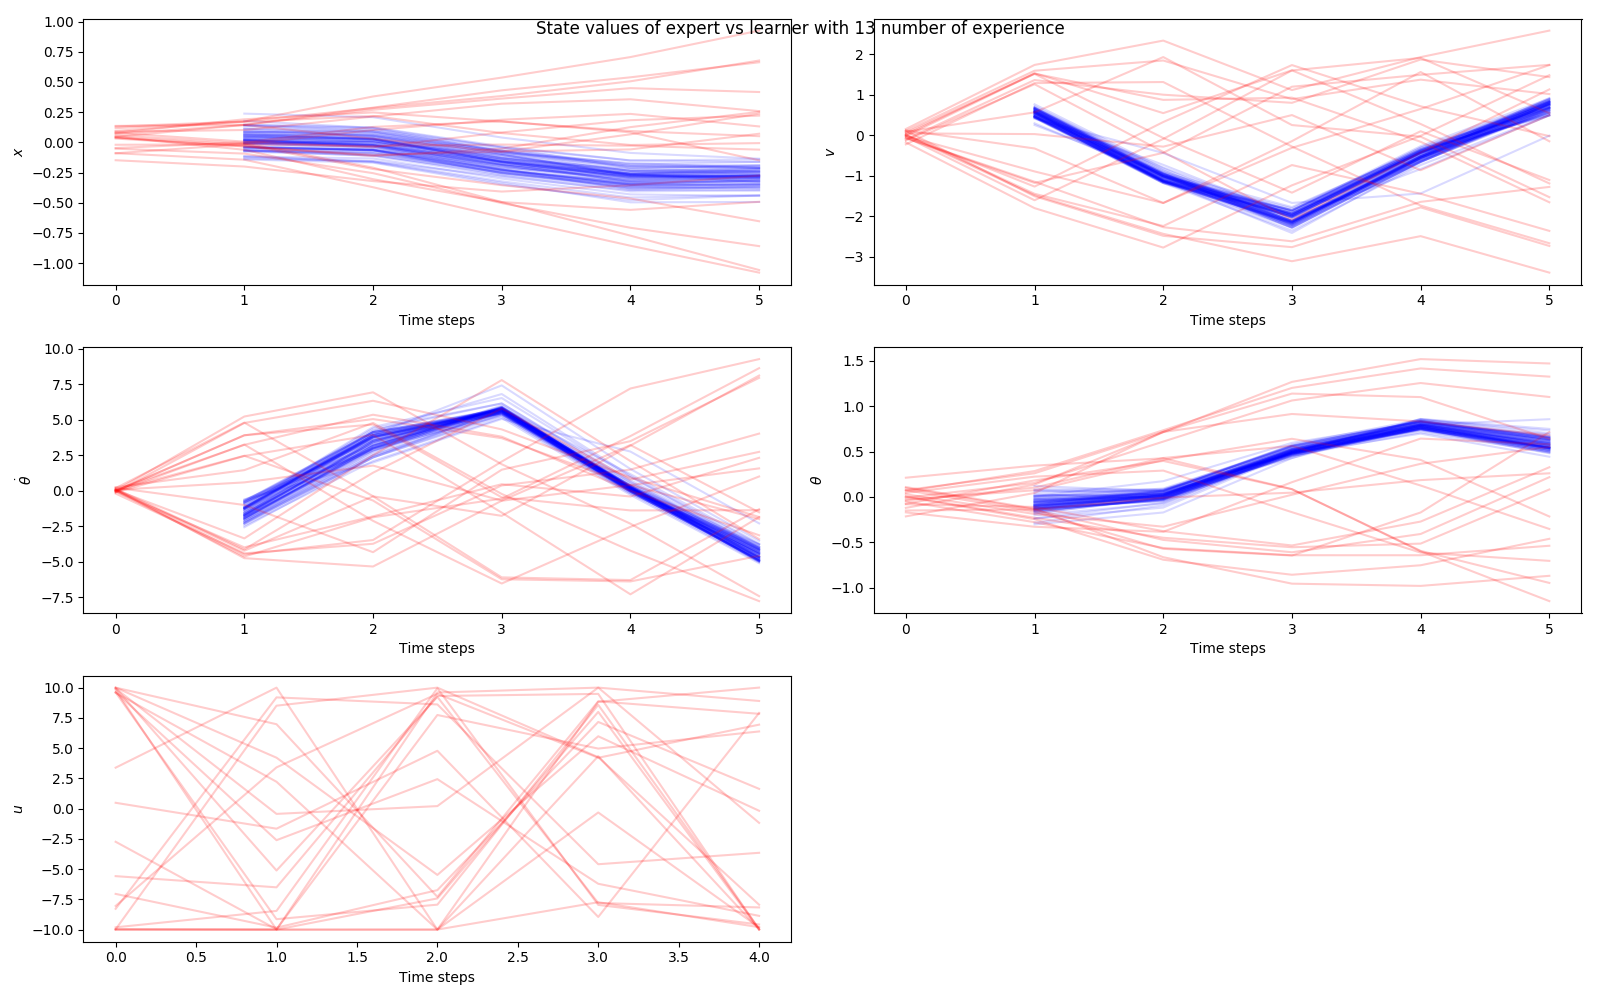 State values of expert vs learner with 13 number of experience
1.00
0.75
0.50
0.25
0.00
−0.25
−0.50
−0.75
−1.00
x
0 1 2 3 4 5
Time steps
2
1
0
−1
−2
−3
v
0 1 2 3 4 5
Time steps
10.0
7.5
5.0
2.5
0.0
−2.5
−5.0
−7.5
θ̇
0 1 2 3 4 5
Time steps
1.5
1.0
0.5
0.0
−0.5
−1.0
θ
0 1 2 3 4 5
Time steps
10.0
7.5
5.0
2.5
0.0
−2.5
−5.0
−7.5
−10.0
u
0.0 0.5 1.0 1.5 2.0 2.5 3.0 3.5 4.0
Time steps